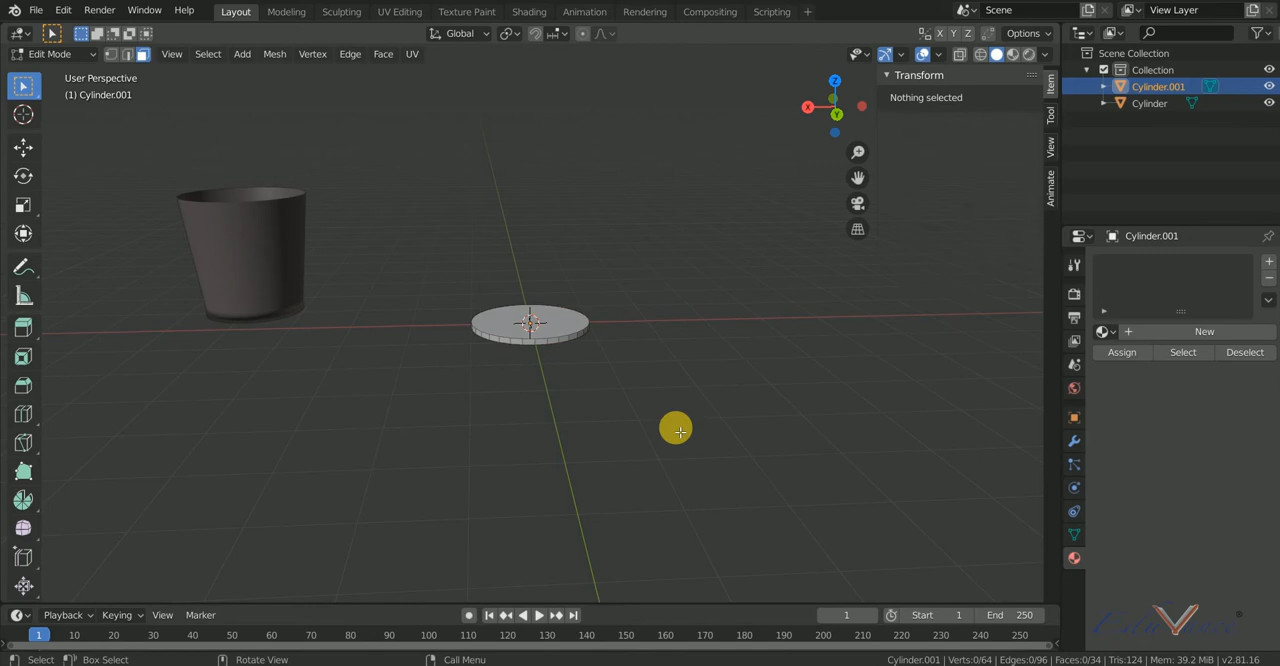 File Edit Render Window Help Layout Modeling Sculpting UV Editing Texture Paint Shading Animation Rendering Compositing Scripting + Scene View Layer
Global X Y Z Options
Edit Mode View Select Add Mesh Vertex Edge Face UV
User Perspective
(1) Cylinder.001
Transform
Nothing selected
Item
Tool
View
Animate
Z
X
Y
Scene Collection
Collection
Cylinder.001
Cylinder
Cylinder.001
New
Assign Select Deselect
Playback Keying View Marker 1 Start 1 End 250
1 10 20 30 40 50 60 70 80 90 100 110 120 130 140 150 160 170 180 190 200 210 220 230 240 250
Select Box Select Rotate View Call Menu Cylinder.001 | Verts:0/64 | Edges:0/96 | Faces:0/34 | Tris:124 | Mem: 39.2 MiB | v2.81.16